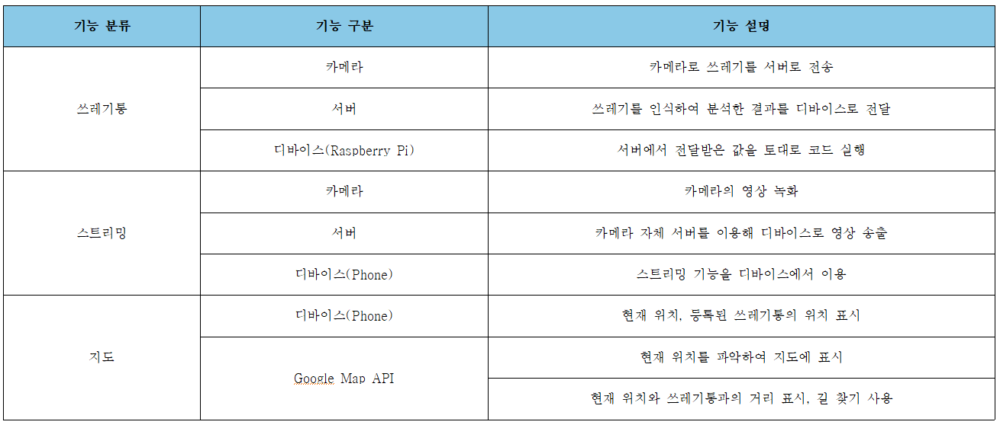 기능 분류 기능 구분 기능 설명
쓰레기통
카메라 카메라로 쓰레기를 서버로 전송
서버 쓰레기를 인식하여 분석한 결과를 디바이스로 전달
디바이스(Raspberry Pi) 서버에서 전달받은 값을 토대로 코드 실행
스트리밍
카메라 카메라의 영상 녹화
서버 카메라 자체 서버를 이용해 디바이스로 영상 송출
디바이스(Phone) 스트리밍 기능을 디바이스에서 이용
지도
디바이스(Phone) 현재 위치, 등록된 쓰레기통의 위치 표시
Google Map API
현재 위치를 파악하여 지도에 표시
현재 위치와 쓰레기통과의 거리 표시, 길 찾기 사용